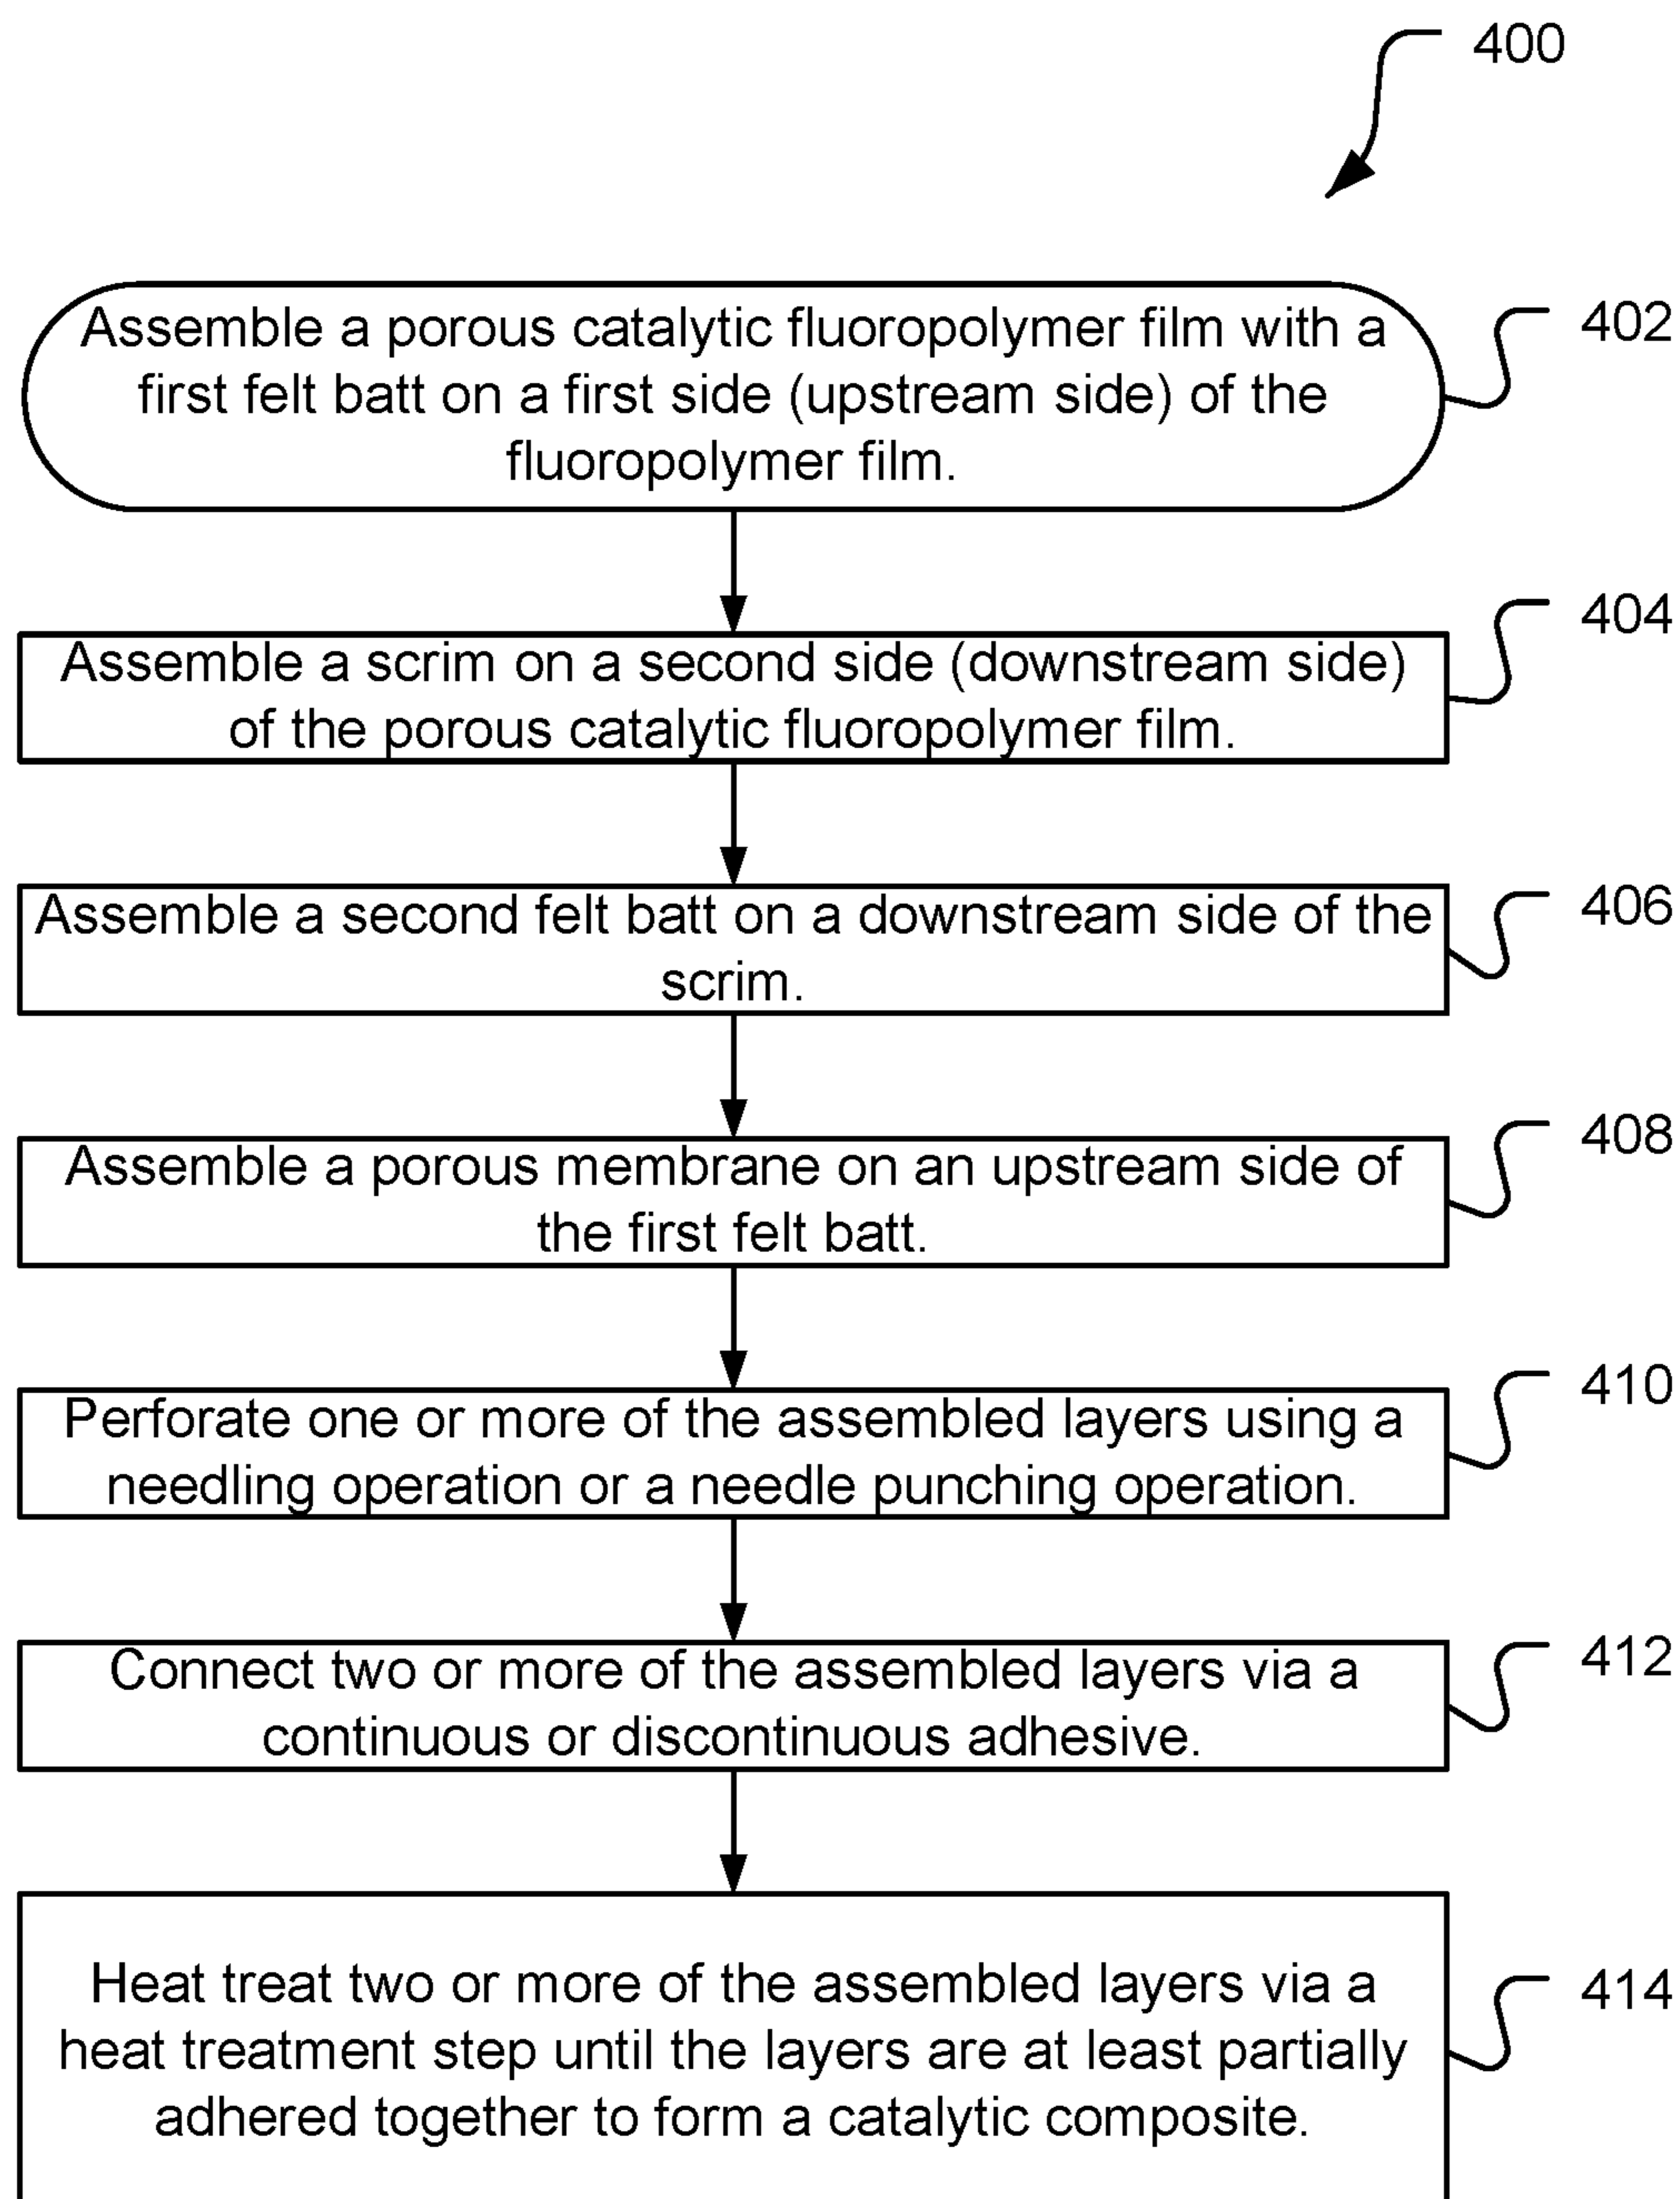 400
Assemble a porous catalytic fluoropolymer film with a
first felt batt on a first side (upstream side) of the
fluoropolymer film.
402
Assemble a scrim on a second side (downstream side)
of the porous catalytic fluoropolymer film.
404
Assemble a second felt batt on a downstream side of the
scrim.
406
Assemble a porous membrane on an upstream side of
the first felt batt.
408
Perforate one or more of the assembled layers using a
needling operation or a needle punching operation.
410
Connect two or more of the assembled layers via a
continuous or discontinuous adhesive.
412
Heat treat two or more of the assembled layers via a
heat treatment step until the layers are at least partially
adhered together to form a catalytic composite.
414